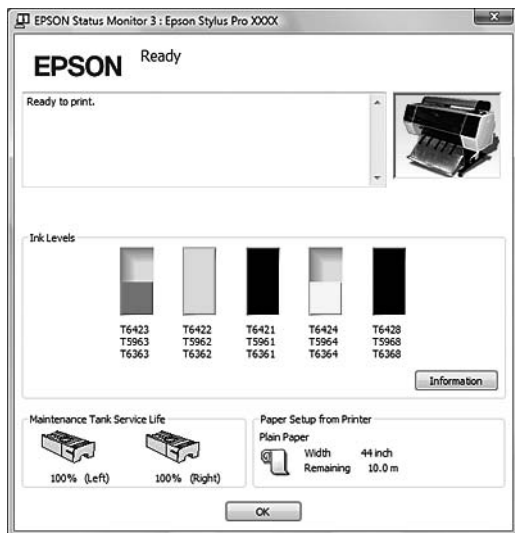 EPSON Status Monitor 3 : Epson Stylus Pro XXXX
EPSON
Ready
Ready to print.
Ink Levels
T6423 T6422 T6421 T6424 T6428
T5963 T5962 T5961 T5964 T5968
T6363 T6362 T6361 T6364 T6368
Information
Maintenance Tank Service Life
100% (Left) 100% (Right)
Paper Setup from Printer
Plain Paper
Width 44 inch
Remaining 10.0 m
OK